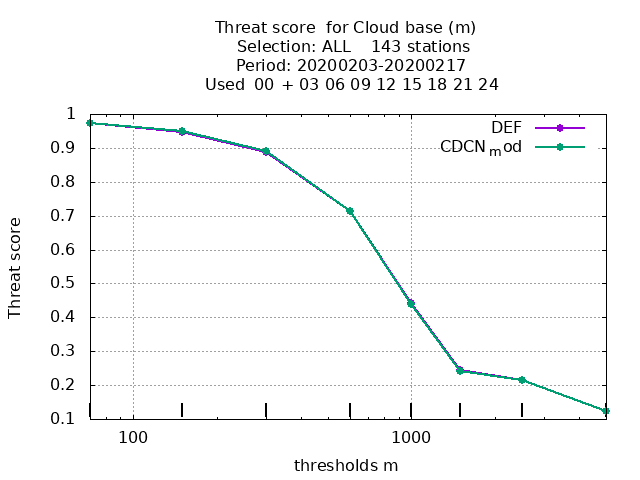 Threat score  for Cloud base (m)
Selection: ALL    143 stations
Period: 20200203-20200217
Used  00  + 03 06 09 12 15 18 21 24
DEF
CDCNmod
1
0.9
0.8
0.7
0.6
0.5
0.4
0.3
0.2
0.1
Threat score
100
1000
thresholds m